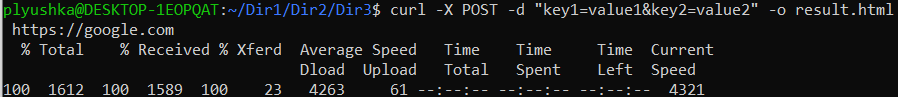 plyushka@DESKTOP-1EOPQAT:~/Dir1/Dir2/Dir3$ curl -X POST -d "key1=value1&key2=value2" -o result.html
 https://google.com
  % Total    % Received % Xferd  Average Speed   Time    Time     Time  Current
                                 Dload  Upload   Total   Spent    Left  Speed
100  1612  100  1589  100    23   4263     61 --:--:-- --:--:-- --:--:--  4321